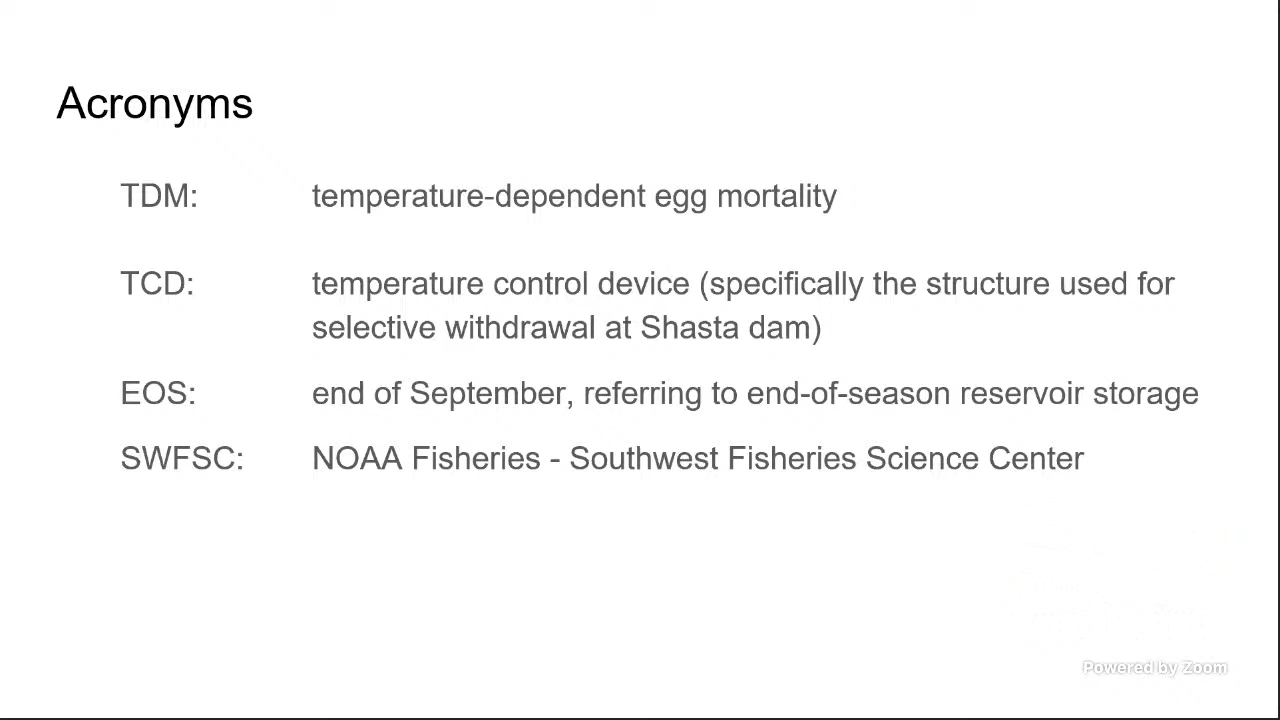 Acronyms
TDM: temperature-dependent egg mortality
TCD: temperature control device (specifically the structure used for
selective withdrawal at Shasta dam)
EOS: end of September, referring to end-of-season reservoir storage
SWFSC: NOAA Fisheries - Southwest Fisheries Science Center
Powered by Zoom